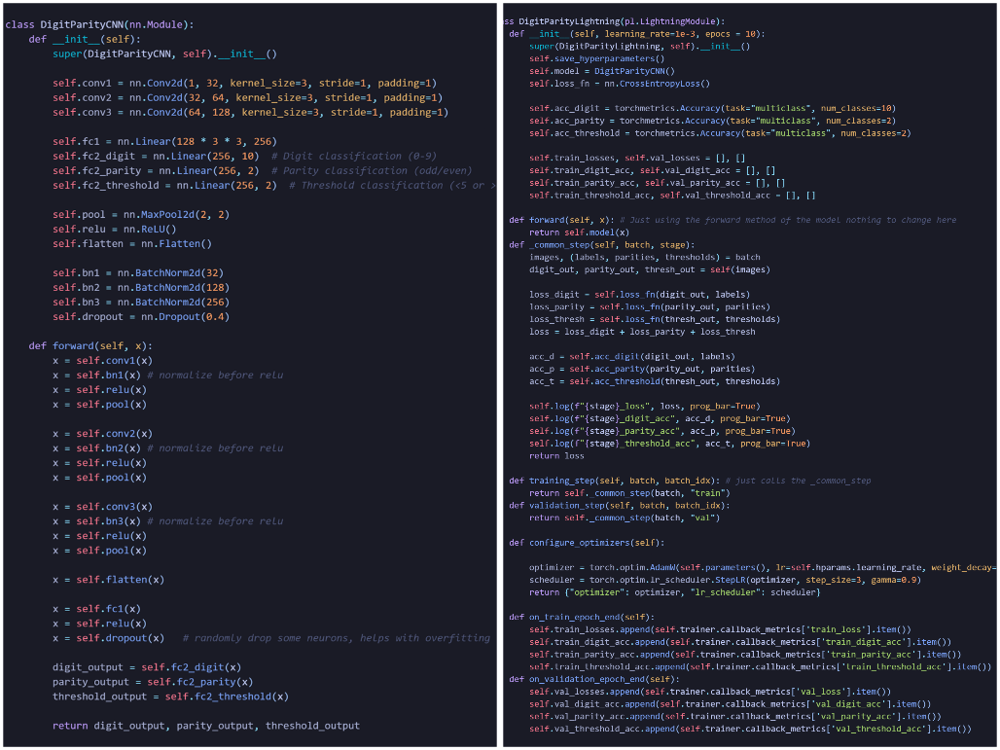 class DigitParityCNN(nn.Module):
    def __init__(self):
        super(DigitParityCNN, self).__init__()

        self.conv1 = nn.Conv2d(1, 32, kernel_size=3, stride=1, padding=1)
        self.conv2 = nn.Conv2d(32, 64, kernel_size=3, stride=1, padding=1)
        self.conv3 = nn.Conv2d(64, 128, kernel_size=3, stride=1, padding=1)

        self.fc1 = nn.Linear(128 * 3 * 3, 256)
        self.fc2_digit = nn.Linear(256, 10)  # Digit classification (0-9)
        self.fc2_parity = nn.Linear(256, 2)  # Parity classification (odd/even)
        self.fc2_threshold = nn.Linear(256, 2)  # Threshold classification (<5 or >

        self.pool = nn.MaxPool2d(2, 2)
        self.relu = nn.ReLU()
        self.flatten = nn.Flatten()

        self.bn1 = nn.BatchNorm2d(32)
        self.bn2 = nn.BatchNorm2d(128)
        self.bn3 = nn.BatchNorm2d(256)
        self.dropout = nn.Dropout(0.4)

    def forward(self, x):
        x = self.conv1(x)
        x = self.bn1(x) # normalize before relu
        x = self.relu(x)
        x = self.pool(x)

        x = self.conv2(x)
        x = self.bn2(x) # normalize before relu
        x = self.relu(x)
        x = self.pool(x)

        x = self.conv3(x)
        x = self.bn3(x) # normalize before relu
        x = self.relu(x)
        x = self.pool(x)

        x = self.flatten(x)

        x = self.fc1(x)
        x = self.relu(x)
        x = self.dropout(x)   # randomly drop some neurons, helps with overfitting

        digit_output = self.fc2_digit(x)
        parity_output = self.fc2_parity(x)
        threshold_output = self.fc2_threshold(x)

        return digit_output, parity_output, threshold_output

ss DigitParityLightning(pl.LightningModule):
def __init__(self, learning_rate=1e-3, epocs = 10):
    super(DigitParityLightning, self).__init__()
    self.save_hyperparameters()
    self.model = DigitParityCNN()
    self.loss_fn = nn.CrossEntropyLoss()

    self.acc_digit = torchmetrics.Accuracy(task="multiclass", num_classes=10)
    self.acc_parity = torchmetrics.Accuracy(task="multiclass", num_classes=2)
    self.acc_threshold = torchmetrics.Accuracy(task="multiclass", num_classes=2)

    self.train_losses, self.val_losses = [], []
    self.train_digit_acc, self.val_digit_acc = [], []
    self.train_parity_acc, self.val_parity_acc = [], []
    self.train_threshold_acc, self.val_threshold_acc = [], []

def forward(self, x): # Just using the forward method of the model nothing to change here
    return self.model(x)
def _common_step(self, batch, stage):
    images, (labels, parities, thresholds) = batch
    digit_out, parity_out, thresh_out = self(images)

    loss_digit = self.loss_fn(digit_out, labels)
    loss_parity = self.loss_fn(parity_out, parities)
    loss_thresh = self.loss_fn(thresh_out, thresholds)
    loss = loss_digit + loss_parity + loss_thresh

    acc_d = self.acc_digit(digit_out, labels)
    acc_p = self.acc_parity(parity_out, parities)
    acc_t = self.acc_threshold(thresh_out, thresholds)

    self.log(f"{stage}_loss", loss, prog_bar=True)
    self.log(f"{stage}_digit_acc", acc_d, prog_bar=True)
    self.log(f"{stage}_parity_acc", acc_p, prog_bar=True)
    self.log(f"{stage}_threshold_acc", acc_t, prog_bar=True)
    return loss

def training_step(self, batch, batch_idx): # just calls the _common_step
    return self._common_step(batch, "train")
def validation_step(self, batch, batch_idx):
    return self._common_step(batch, "val")

def configure_optimizers(self):

    optimizer = torch.optim.AdamW(self.parameters(), lr=self.hparams.learning_rate, weight_decay=
    scheduler = torch.optim.lr_scheduler.StepLR(optimizer, step_size=3, gamma=0.9)
    return {"optimizer": optimizer, "lr_scheduler": scheduler}

def on_train_epoch_end(self):
    self.train_losses.append(self.trainer.callback_metrics['train_loss'].item())
    self.train_digit_acc.append(self.trainer.callback_metrics['train_digit_acc'].item())
    self.train_parity_acc.append(self.trainer.callback_metrics['train_parity_acc'].item())
    self.train_threshold_acc.append(self.trainer.callback_metrics['train_threshold_acc'].item())
def on_validation_epoch_end(self):
    self.val_losses.append(self.trainer.callback_metrics['val_loss'].item())
    self.val_digit_acc.append(self.trainer.callback_metrics['val_digit_acc'].item())
    self.val_parity_acc.append(self.trainer.callback_metrics['val_parity_acc'].item())
    self.val_threshold_acc.append(self.trainer.callback_metrics['val_threshold_acc'].item())